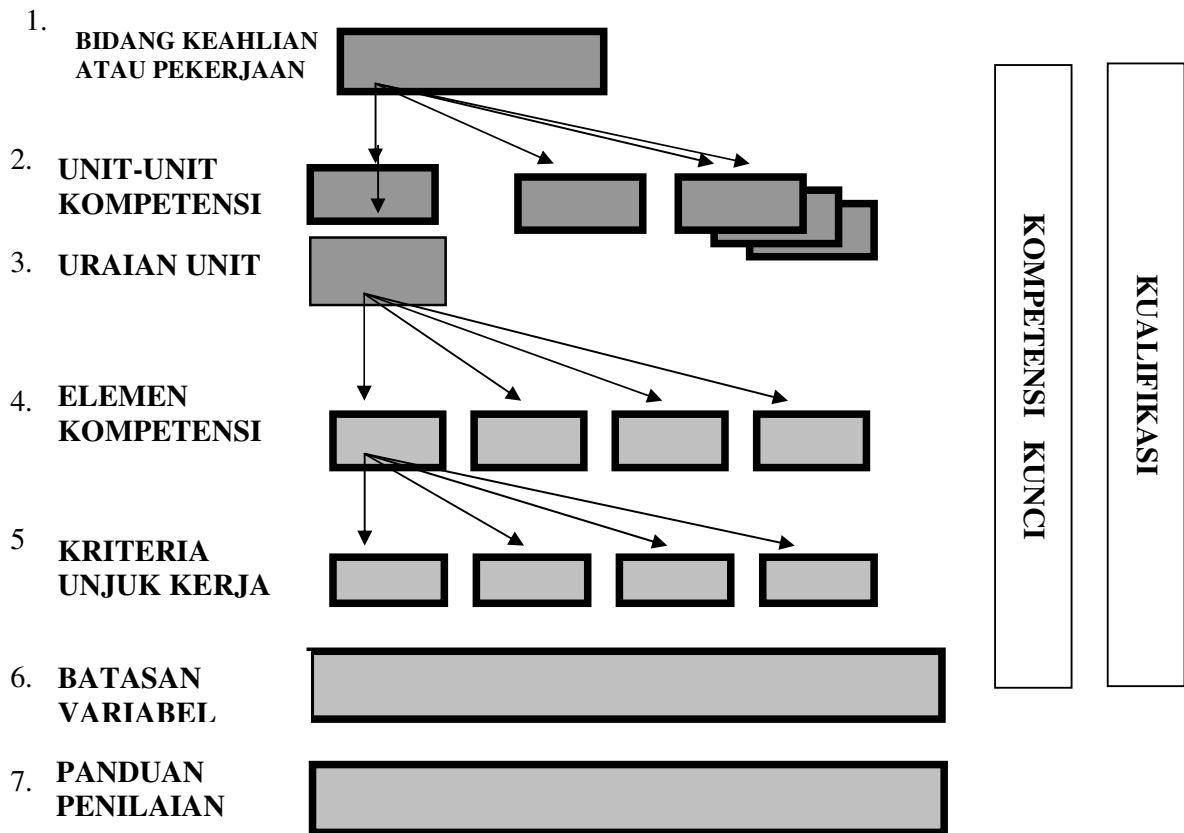 1.
BIDANG KEAHLIAN
ATAU PEKERJAAN
2.
UNIT-UNIT
KOMPETENSI
3.
URAIAN UNIT
4.
ELEMEN
KOMPETENSI
5
KRITERIA
UNJUK KERJA
6.
BATASAN
VARIABEL
7.
PANDUAN
PENILAIAN
KOMPETENSI KUNCI
KUALIFIKASI